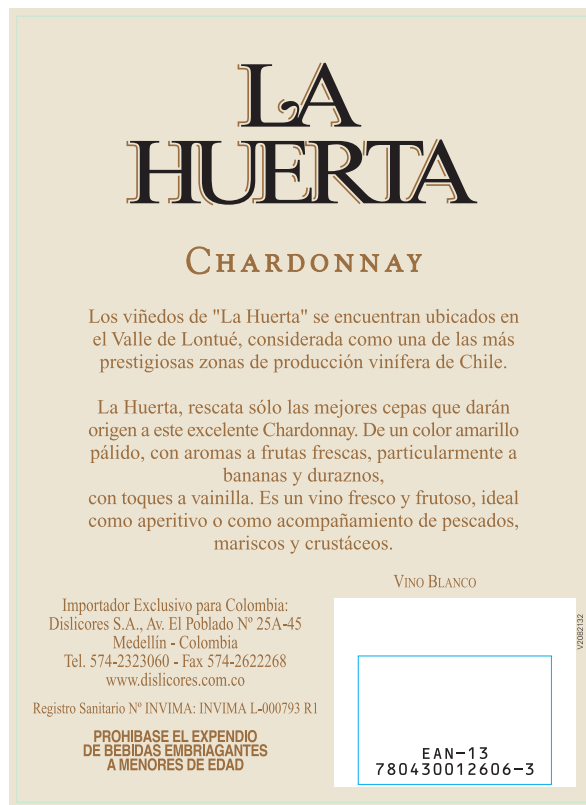 LA
HUERTA
CHARDONNAY
Los viñedos de "La Huerta" se encuentran ubicados en
el Valle de Lontué, considerada como una de las más
prestigiosas zonas de producción vinífera de Chile.
La Huerta, rescata sólo las mejores cepas que darán
origen a este excelente Chardonnay. De un color amarillo
pálido, con aromas a frutas frescas, particularmente a
bananas y duraznos,
con toques a vainilla. Es un vino fresco y frutoso, ideal
como aperitivo o como acompañamiento de pescados,
mariscos y crustáceos.
VINO BLANCO
Importador Exclusivo para Colombia:
Dislicores S.A., Av. El Poblado Nº 25A-45
Medellín - Colombia
Tel. 574-2323060 - Fax 574-2622268
www.dislicores.com.co
Registro Sanitario Nº INVIMA: INVIMA L-000793 R1
PROHIBASE EL EXPENDIO
DE BEBIDAS EMBRIAGANTES
A MENORES DE EDAD
V2082132
EAN-13
780430012606-3